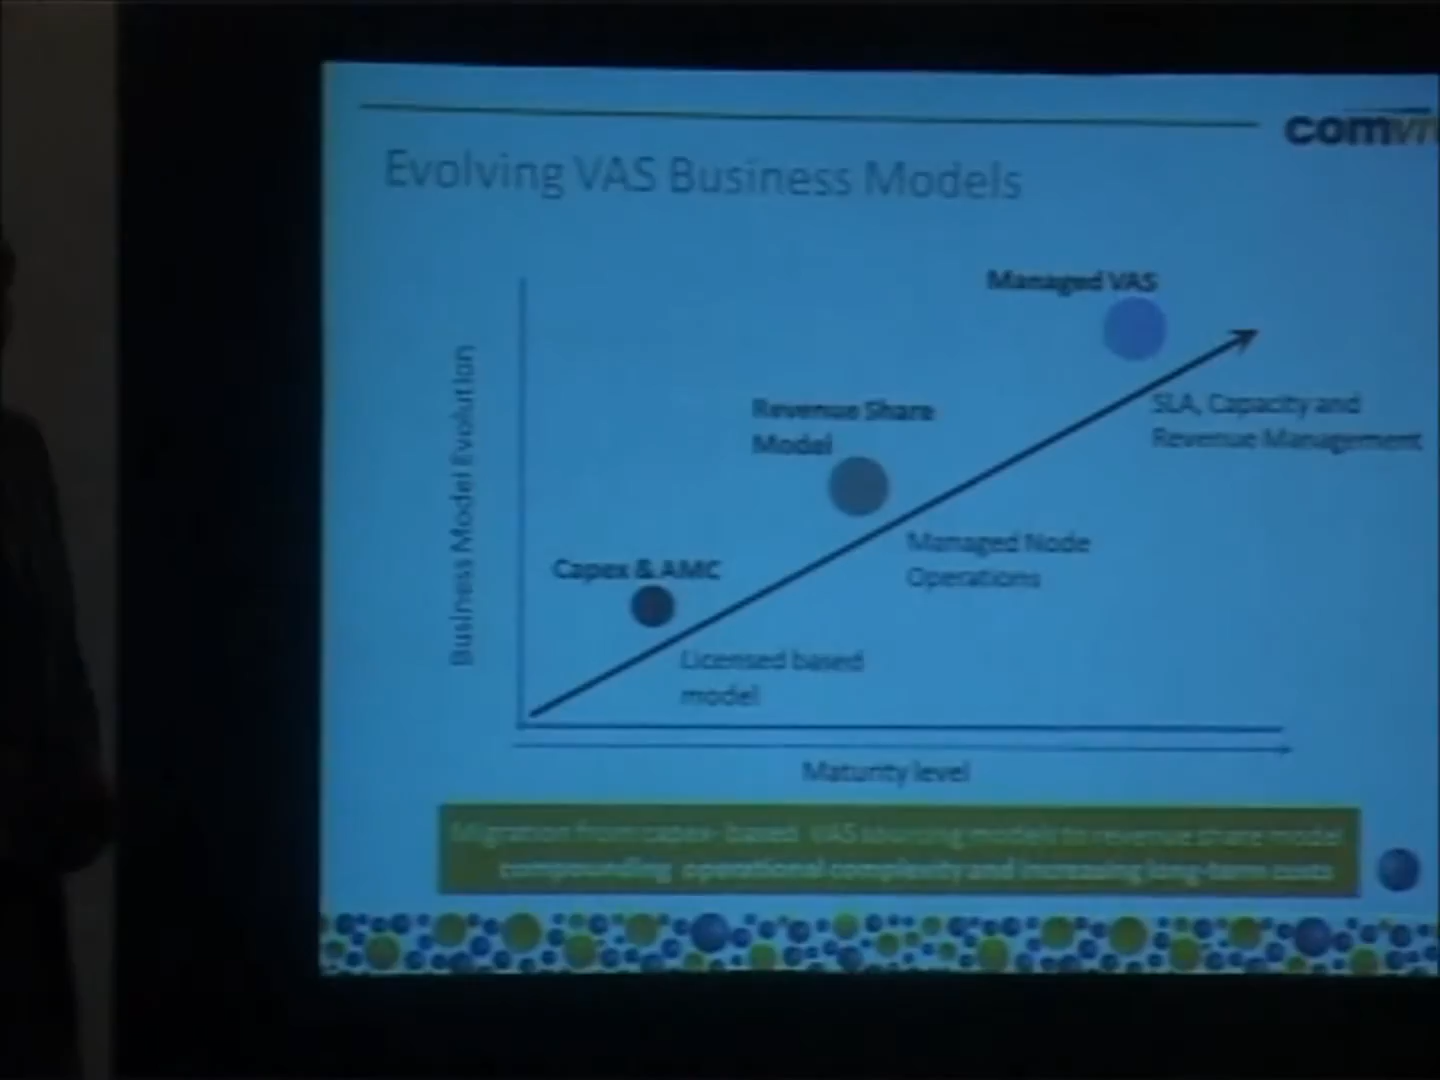 comvi
Evolving VAS Business Models
Managed VAS
SLA, Capacity and
Revenue Management
Revenue Share
Model
Managed Node
Operations
Capex & AMC
Licensed based
model
Business Model Evolution
Maturity level
Migration from capex- based VAS sourcing models to revenue share model
compounding operational complexity and increasing long-term costs